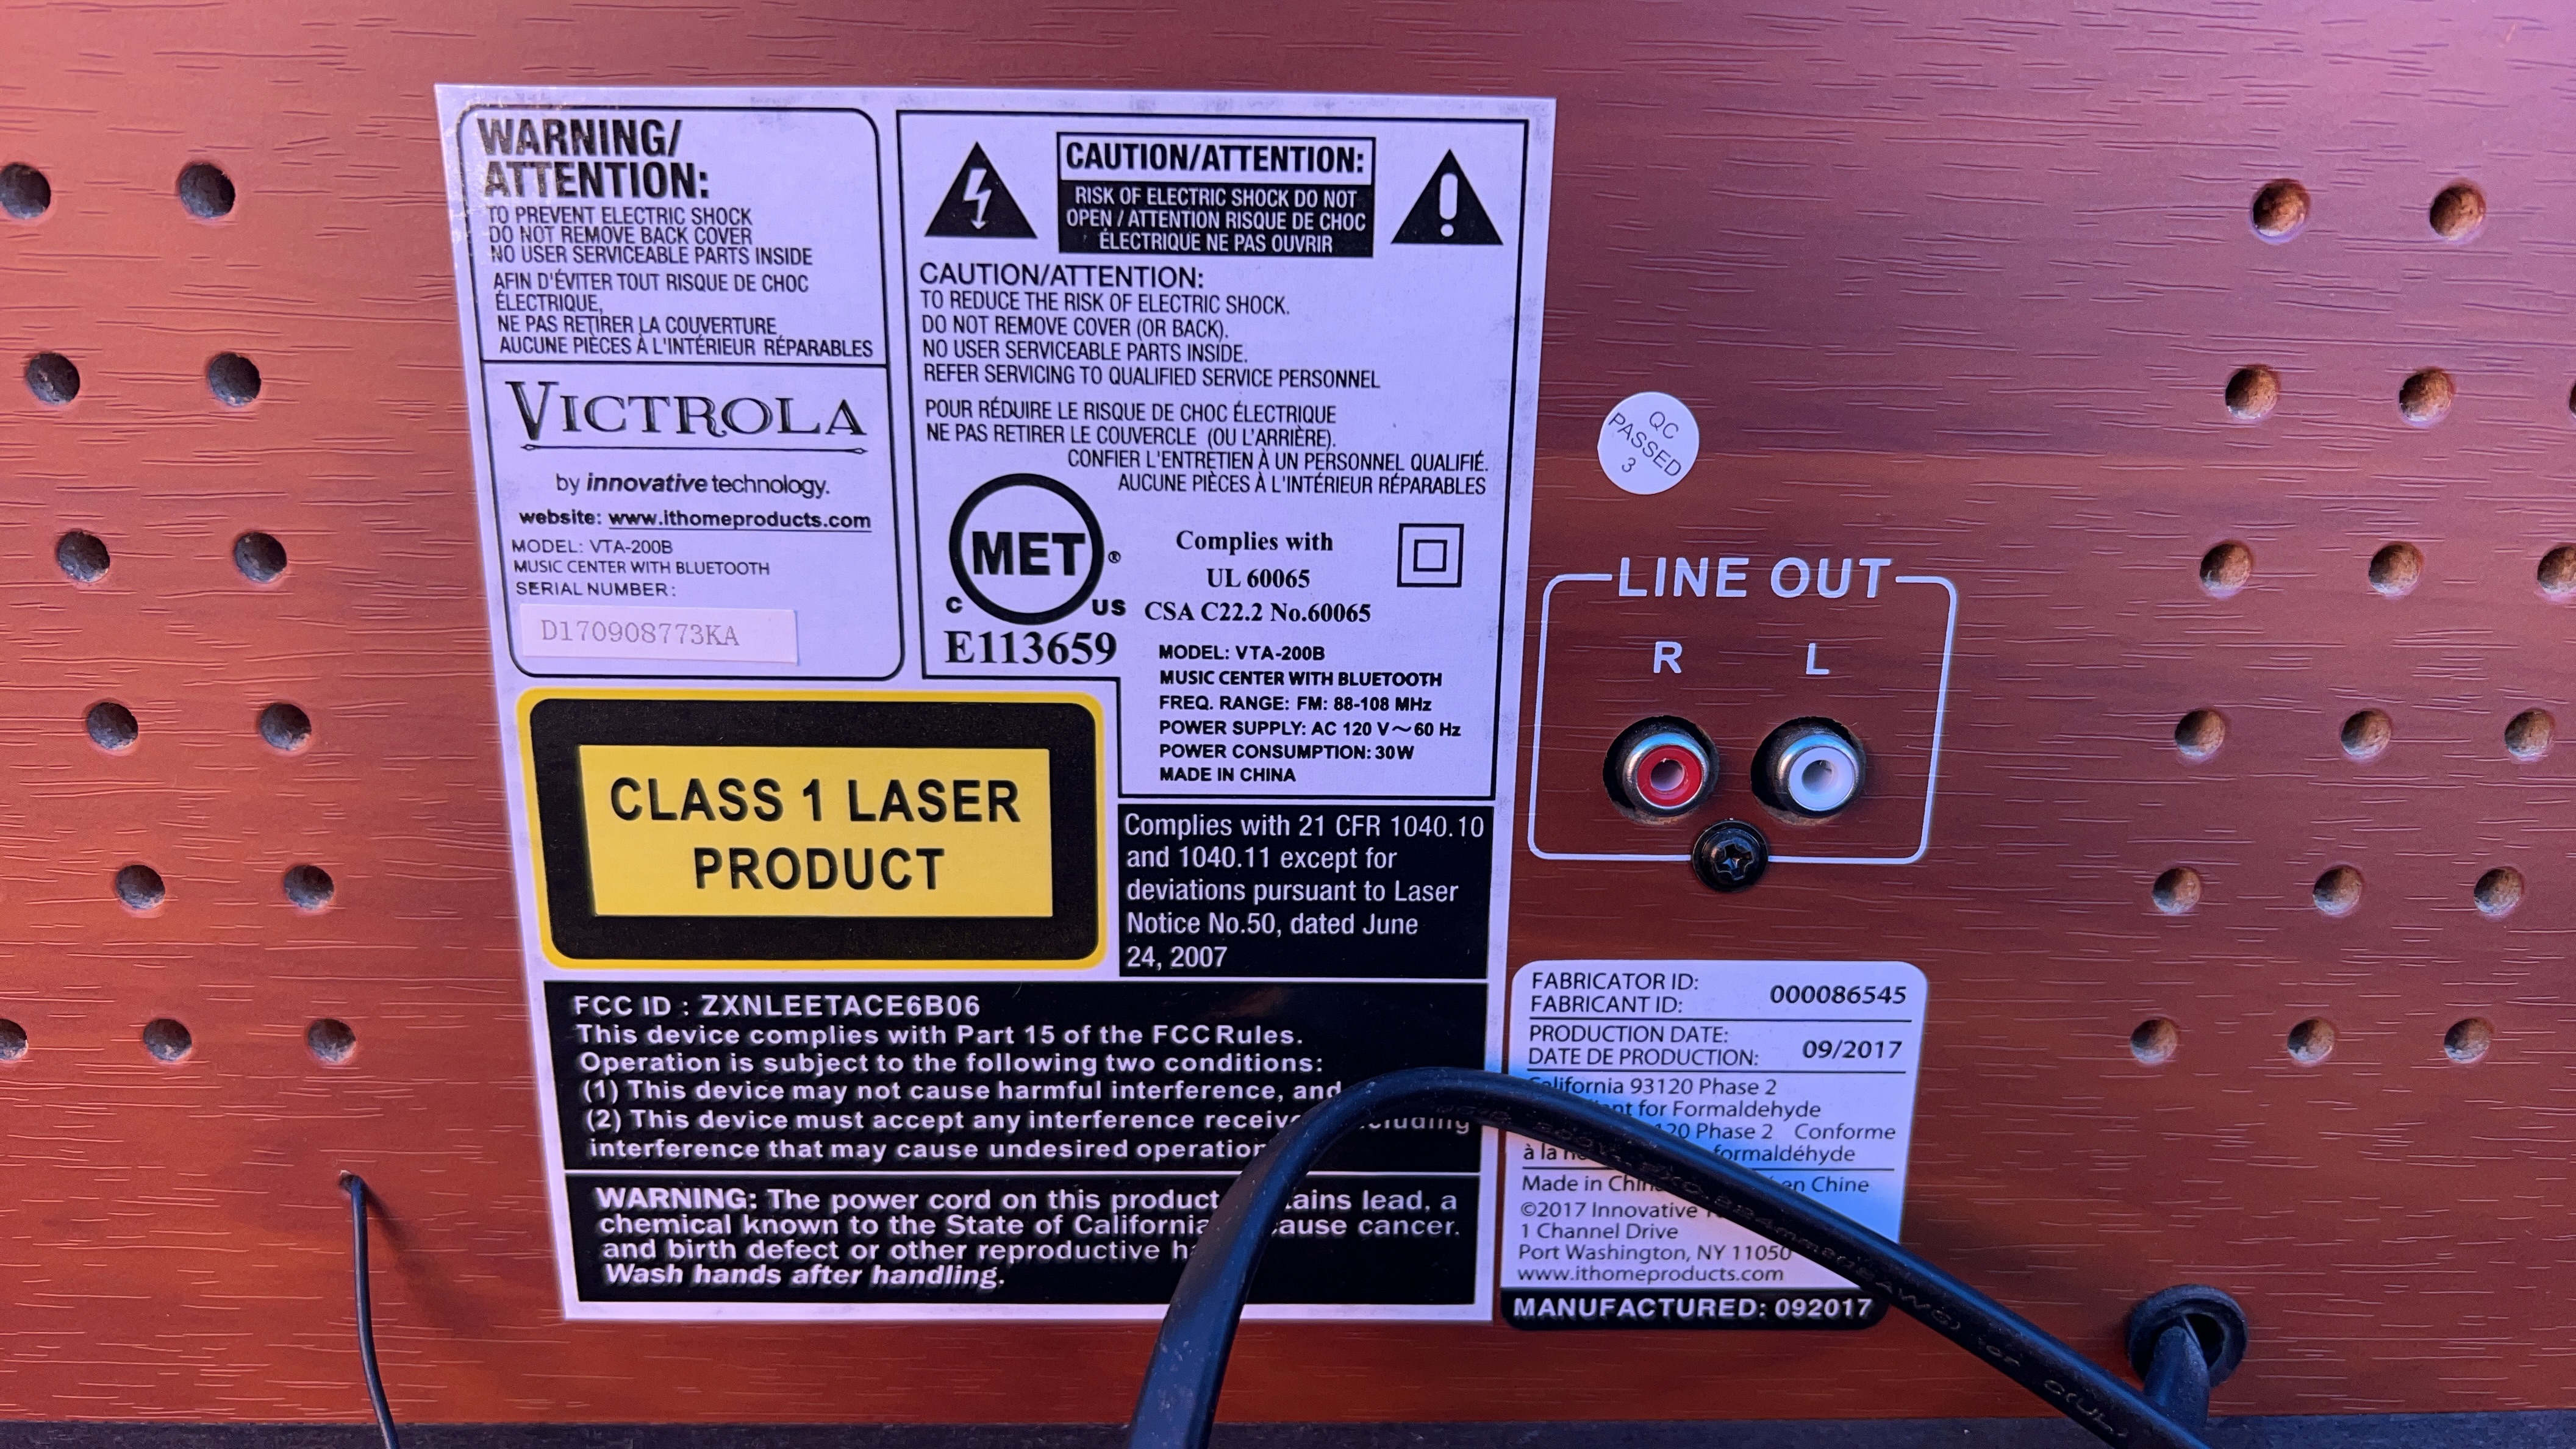 WARNING/
ATTENTION:
TO PREVENT ELECTRIC SHOCK
DO NOT REMOVE BACK COVER
NO USER SERVICEABLE PARTS INSIDE
AFIN D'ÉVITER TOUT RISQUE DE CHOC
ÉLECTRIQUE,
NE PAS RETIRER LA COUVERTURE
AUCUNE PIÈCES À L'INTÉRIEUR RÉPARABLES
VICTROLA
by innovative technology.
website: www.ithomeproducts.com
MODEL: VTA-200B
MUSIC CENTER WITH BLUETOOTH
SERIAL NUMBER:
D170908773KA
CAUTION/ATTENTION:
RISK OF ELECTRIC SHOCK DO NOT
OPEN / ATTENTION RISQUE DE CHOC
ÉLECTRIQUE NE PAS OUVRIR
CAUTION/ATTENTION:
TO REDUCE THE RISK OF ELECTRIC SHOCK.
DO NOT REMOVE COVER (OR BACK).
NO USER SERVICEABLE PARTS INSIDE.
REFER SERVICING TO QUALIFIED SERVICE PERSONNEL
POUR RÉDUIRE LE RISQUE DE CHOC ÉLECTRIQUE
NE PAS RETIRER LE COUVERCLE (OU L'ARRIÈRE).
CONFIER L'ENTRETIEN À UN PERSONNEL QUALIFIÉ.
AUCUNE PIÈCES À L'INTÉRIEUR RÉPARABLES
MET®
C US
E113659
Complies with
UL 60065
CSA C22.2 No.60065
MODEL: VTA-200B
MUSIC CENTER WITH BLUETOOTH
FREQ. RANGE: FM: 88-108 MHz
POWER SUPPLY: AC 120 V～60 Hz
POWER CONSUMPTION: 30W
MADE IN CHINA
CLASS 1 LASER
PRODUCT
Complies with 21 CFR 1040.10
and 1040.11 except for
deviations pursuant to Laser
Notice No.50, dated June
24, 2007
FCC ID : ZXNLEETACE6B06
This device complies with Part 15 of the FCC Rules.
Operation is subject to the following two conditions:
(1) This device may not cause harmful interference, and
(2) This device must accept any interference
interference that may cause undesired
WARNING: The power cord on this product lead, a
chemical known to the State of California cancer.
and birth defect or other reproductive
Wash hands after handling.
QC
PASSED
3
LINE OUT
R L
FABRICATOR ID:
FABRICANT ID:
000086545
PRODUCTION DATE:
DATE DE PRODUCTION:
09/2017
California 93120 Phase 2
for Formaldehyde
Phase 2 Conforme
à la formaldéhyde
Made in en Chine
©2017 Innovative
1 Channel Drive
Port Washington, NY 11050
www.ithomeproducts.com
MANUFACTURED: 092017